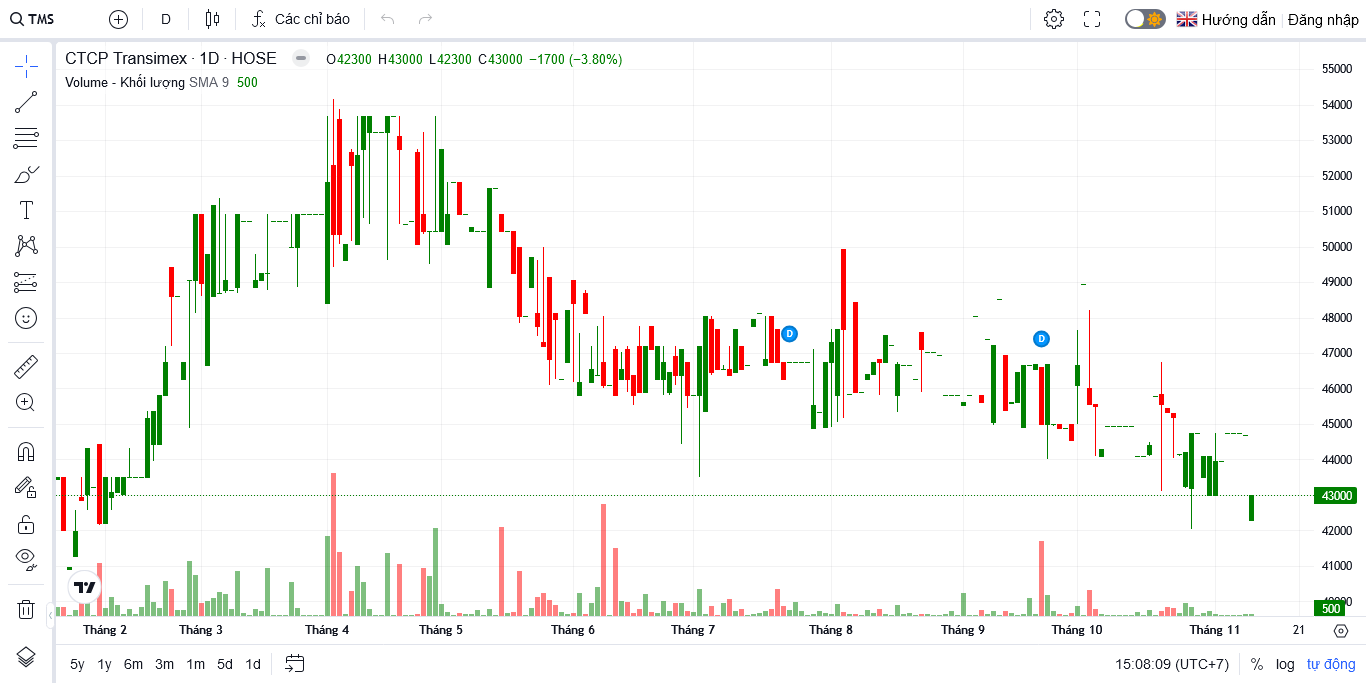 TMS D Các chỉ báo Hướng dẫn Đăng nhập
CTCP Transimex · 1D · HOSE O42300 H43000 L42300 C43000 −1700 (−3.80%)
Volume - Khối lượng SMA 9 500
55000
54000
53000
52000
51000
50000
49000
48000
47000
46000
45000
44000
43000
42000
41000
40000
500
D
D
Tháng 2 Tháng 3 Tháng 4 Tháng 5 Tháng 6 Tháng 7 Tháng 8 Tháng 9 Tháng 10 Tháng 11 21
5y 1y 6m 3m 1m 5d 1d 15:08:09 (UTC+7) % log tự động